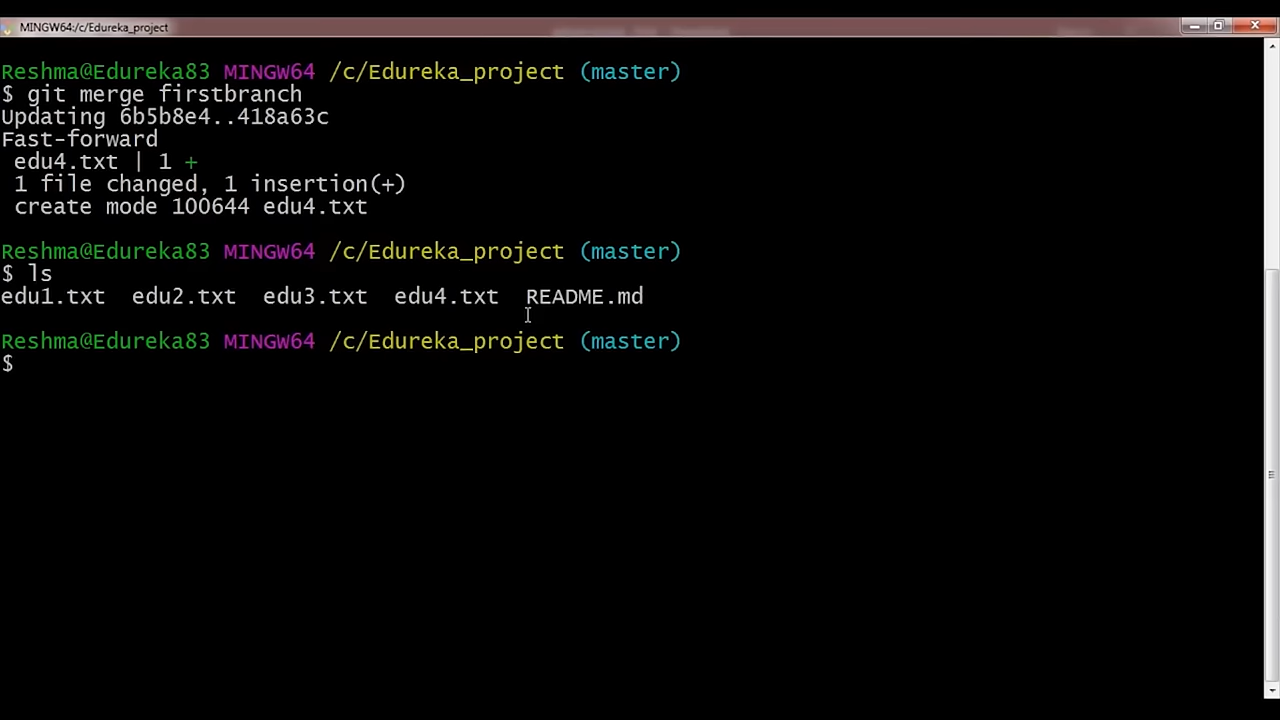 MINGW64:/c/Edureka_project
Reshma@Edureka83 MINGW64 /c/Edureka_project (master)
$ git merge firstbranch
Updating 6b5b8e4..418a63c
Fast-forward
 edu4.txt | 1 +
 1 file changed, 1 insertion(+)
 create mode 100644 edu4.txt
Reshma@Edureka83 MINGW64 /c/Edureka_project (master)
$ ls
edu1.txt  edu2.txt  edu3.txt  edu4.txt  README.md
Reshma@Edureka83 MINGW64 /c/Edureka_project (master)
$